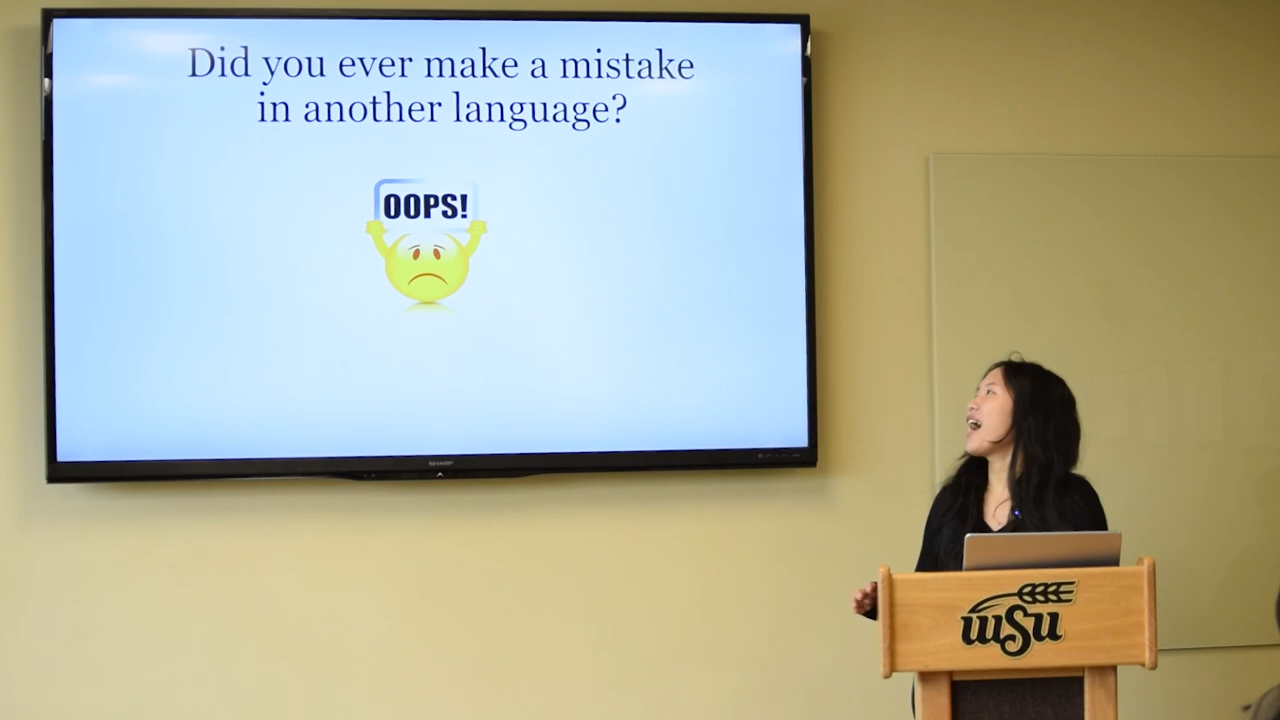 Did you ever make a mistake
in another language?
OOPS!
SHARP
WSU